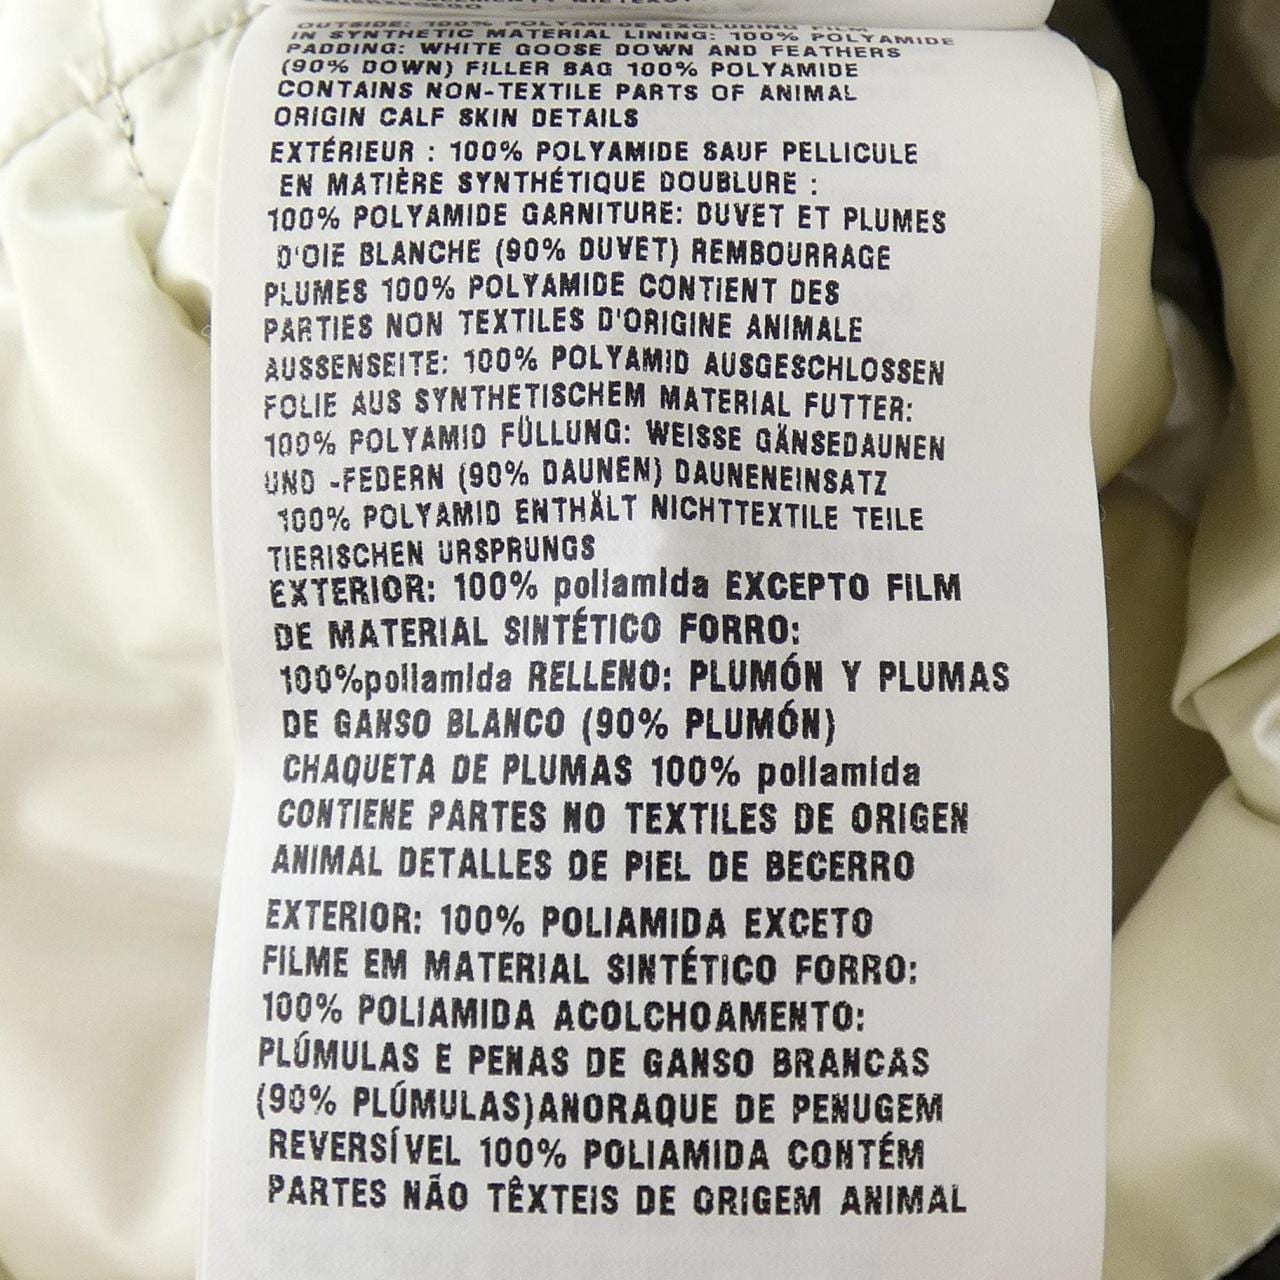 OUTSIDE: 100% POLYAMIDE EXCLUDING FILM
IN SYNTHETIC MATERIAL LINING: 100% POLYAMIDE
PADDING: WHITE GOOSE DOWN AND FEATHERS
(90% DOWN) FILLER BAG 100% POLYAMIDE
CONTAINS NON-TEXTILE PARTS OF ANIMAL
ORIGIN CALF SKIN DETAILS
EXTÉRIEUR : 100% POLYAMIDE SAUF PELLICULE
EN MATIÈRE SYNTHÉTIQUE DOUBLURE :
100% POLYAMIDE GARNITURE: DUVET ET PLUMES
D'OIE BLANCHE (90% DUVET) REMBOURRAGE
PLUMES 100% POLYAMIDE CONTIENT DES
PARTIES NON TEXTILES D'ORIGINE ANIMALE
AUSSENSEITE: 100% POLYAMID AUSGESCHLOSSEN
FOLIE AUS SYNTHETISCHEM MATERIAL FUTTER:
100% POLYAMID FÜLLUNG: WEISSE GÄNSEDAUNEN
UND -FEDERN (90% DAUNEN) DAUNENEINSATZ
100% POLYAMID ENTHÄLT NICHTTEXTILE TEILE
TIERISCHEN URSPRUNGS
EXTERIOR: 100% poliamida EXCEPTO FILM
DE MATERIAL SINTÉTICO FORRO:
100%poliamida RELLENO: PLUMÓN Y PLUMAS
DE GANSO BLANCO (90% PLUMÓN)
CHAQUETA DE PLUMAS 100% poliamida
CONTIENE PARTES NO TEXTILES DE ORIGEN
ANIMAL DETALLES DE PIEL DE BECERRO
EXTERIOR: 100% POLIAMIDA EXCETO
FILME EM MATERIAL SINTÉTICO FORRO:
100% POLIAMIDA ACOLCHOAMENTO:
PLÚMULAS E PENAS DE GANSO BRANCAS
(90% PLÚMULAS)ANORAQUE DE PENUGEM
REVERSÍVEL 100% POLIAMIDA CONTÉM
PARTES NÃO TÊXTEIS DE ORIGEM ANIMAL